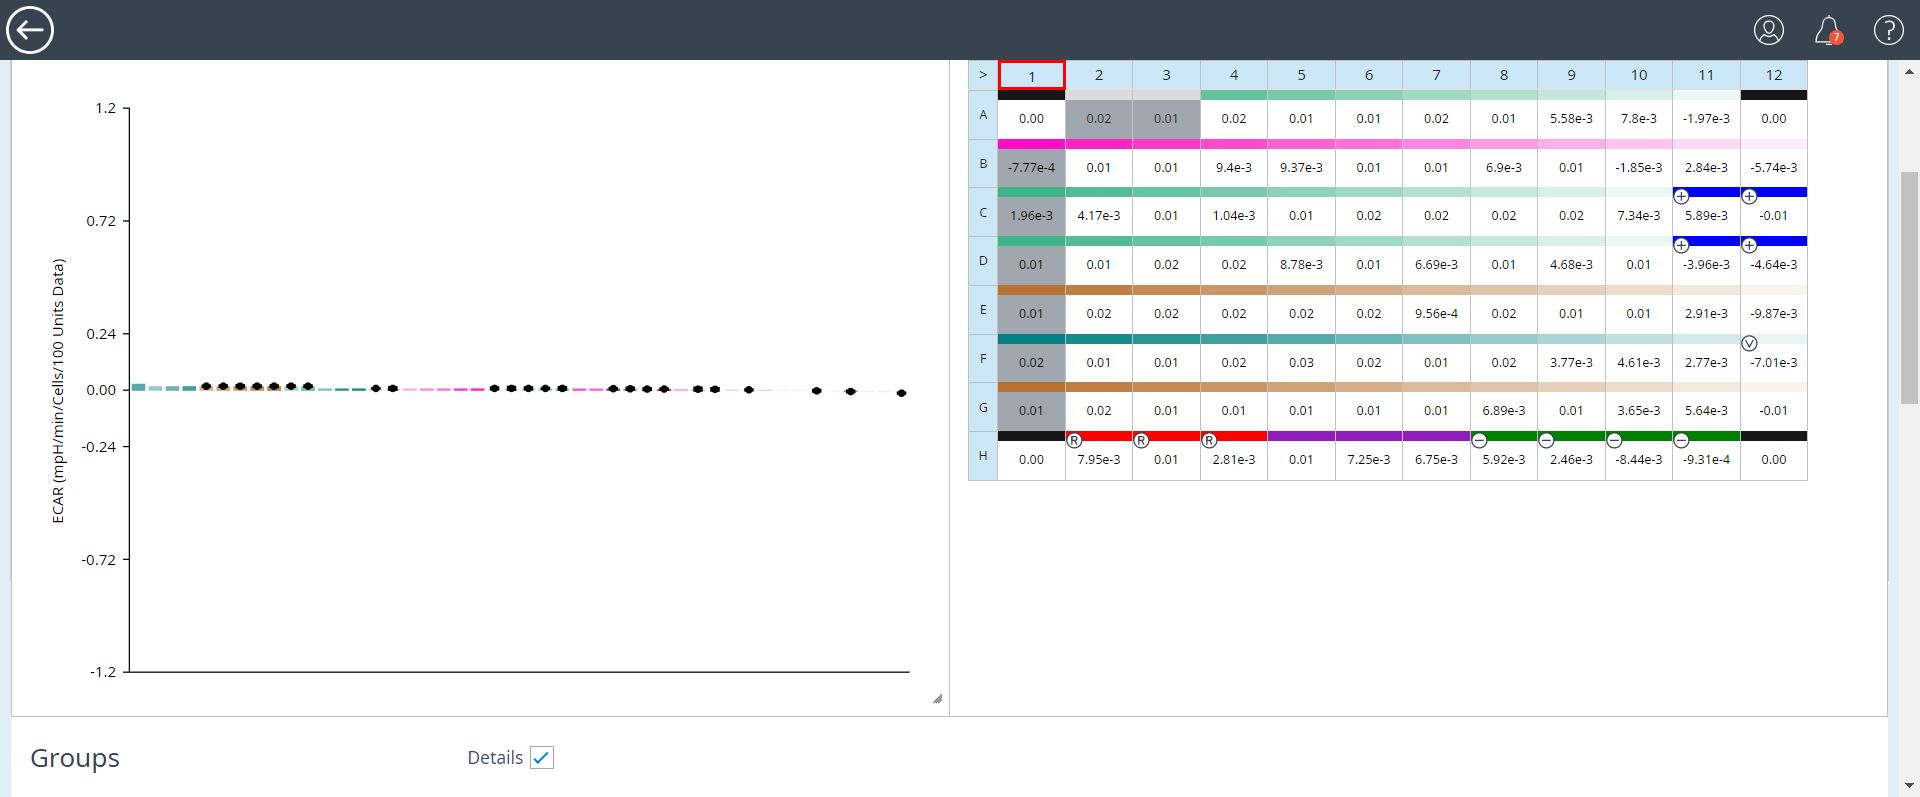 7 ?
1.2
0.72
0.24
0.00
-0.24
-0.72
-1.2
ECAR (mpH/min/Cells/100 Units Data)
> 1 2 3 4 5 6 7 8 9 10 11 12
A 0.00 0.02 0.01 0.02 0.01 0.01 0.02 0.01 5.58e-3 7.8e-3 -1.97e-3 0.00
B -7.77e-4 0.01 0.01 9.4e-3 9.37e-3 0.01 0.01 6.9e-3 0.01 -1.85e-3 2.84e-3 -5.74e-3
+ +
C 1.96e-3 4.17e-3 0.01 1.04e-3 0.01 0.02 0.02 0.02 0.02 7.34e-3 5.89e-3 -0.01
+ +
D 0.01 0.01 0.02 0.02 8.78e-3 0.01 6.69e-3 0.01 4.68e-3 0.01 -3.96e-3 -4.64e-3
E 0.01 0.02 0.02 0.02 0.02 0.02 9.56e-4 0.02 0.01 0.01 2.91e-3 -9.87e-3
V
F 0.02 0.01 0.01 0.02 0.03 0.02 0.01 0.02 3.77e-3 4.61e-3 2.77e-3 -7.01e-3
G 0.01 0.02 0.01 0.01 0.01 0.01 0.01 6.89e-3 0.01 3.65e-3 5.64e-3 -0.01
R R R − − − −
H 0.00 7.95e-3 0.01 2.81e-3 0.01 7.25e-3 6.75e-3 5.92e-3 2.46e-3 -8.44e-3 -9.31e-4 0.00
Groups
Details